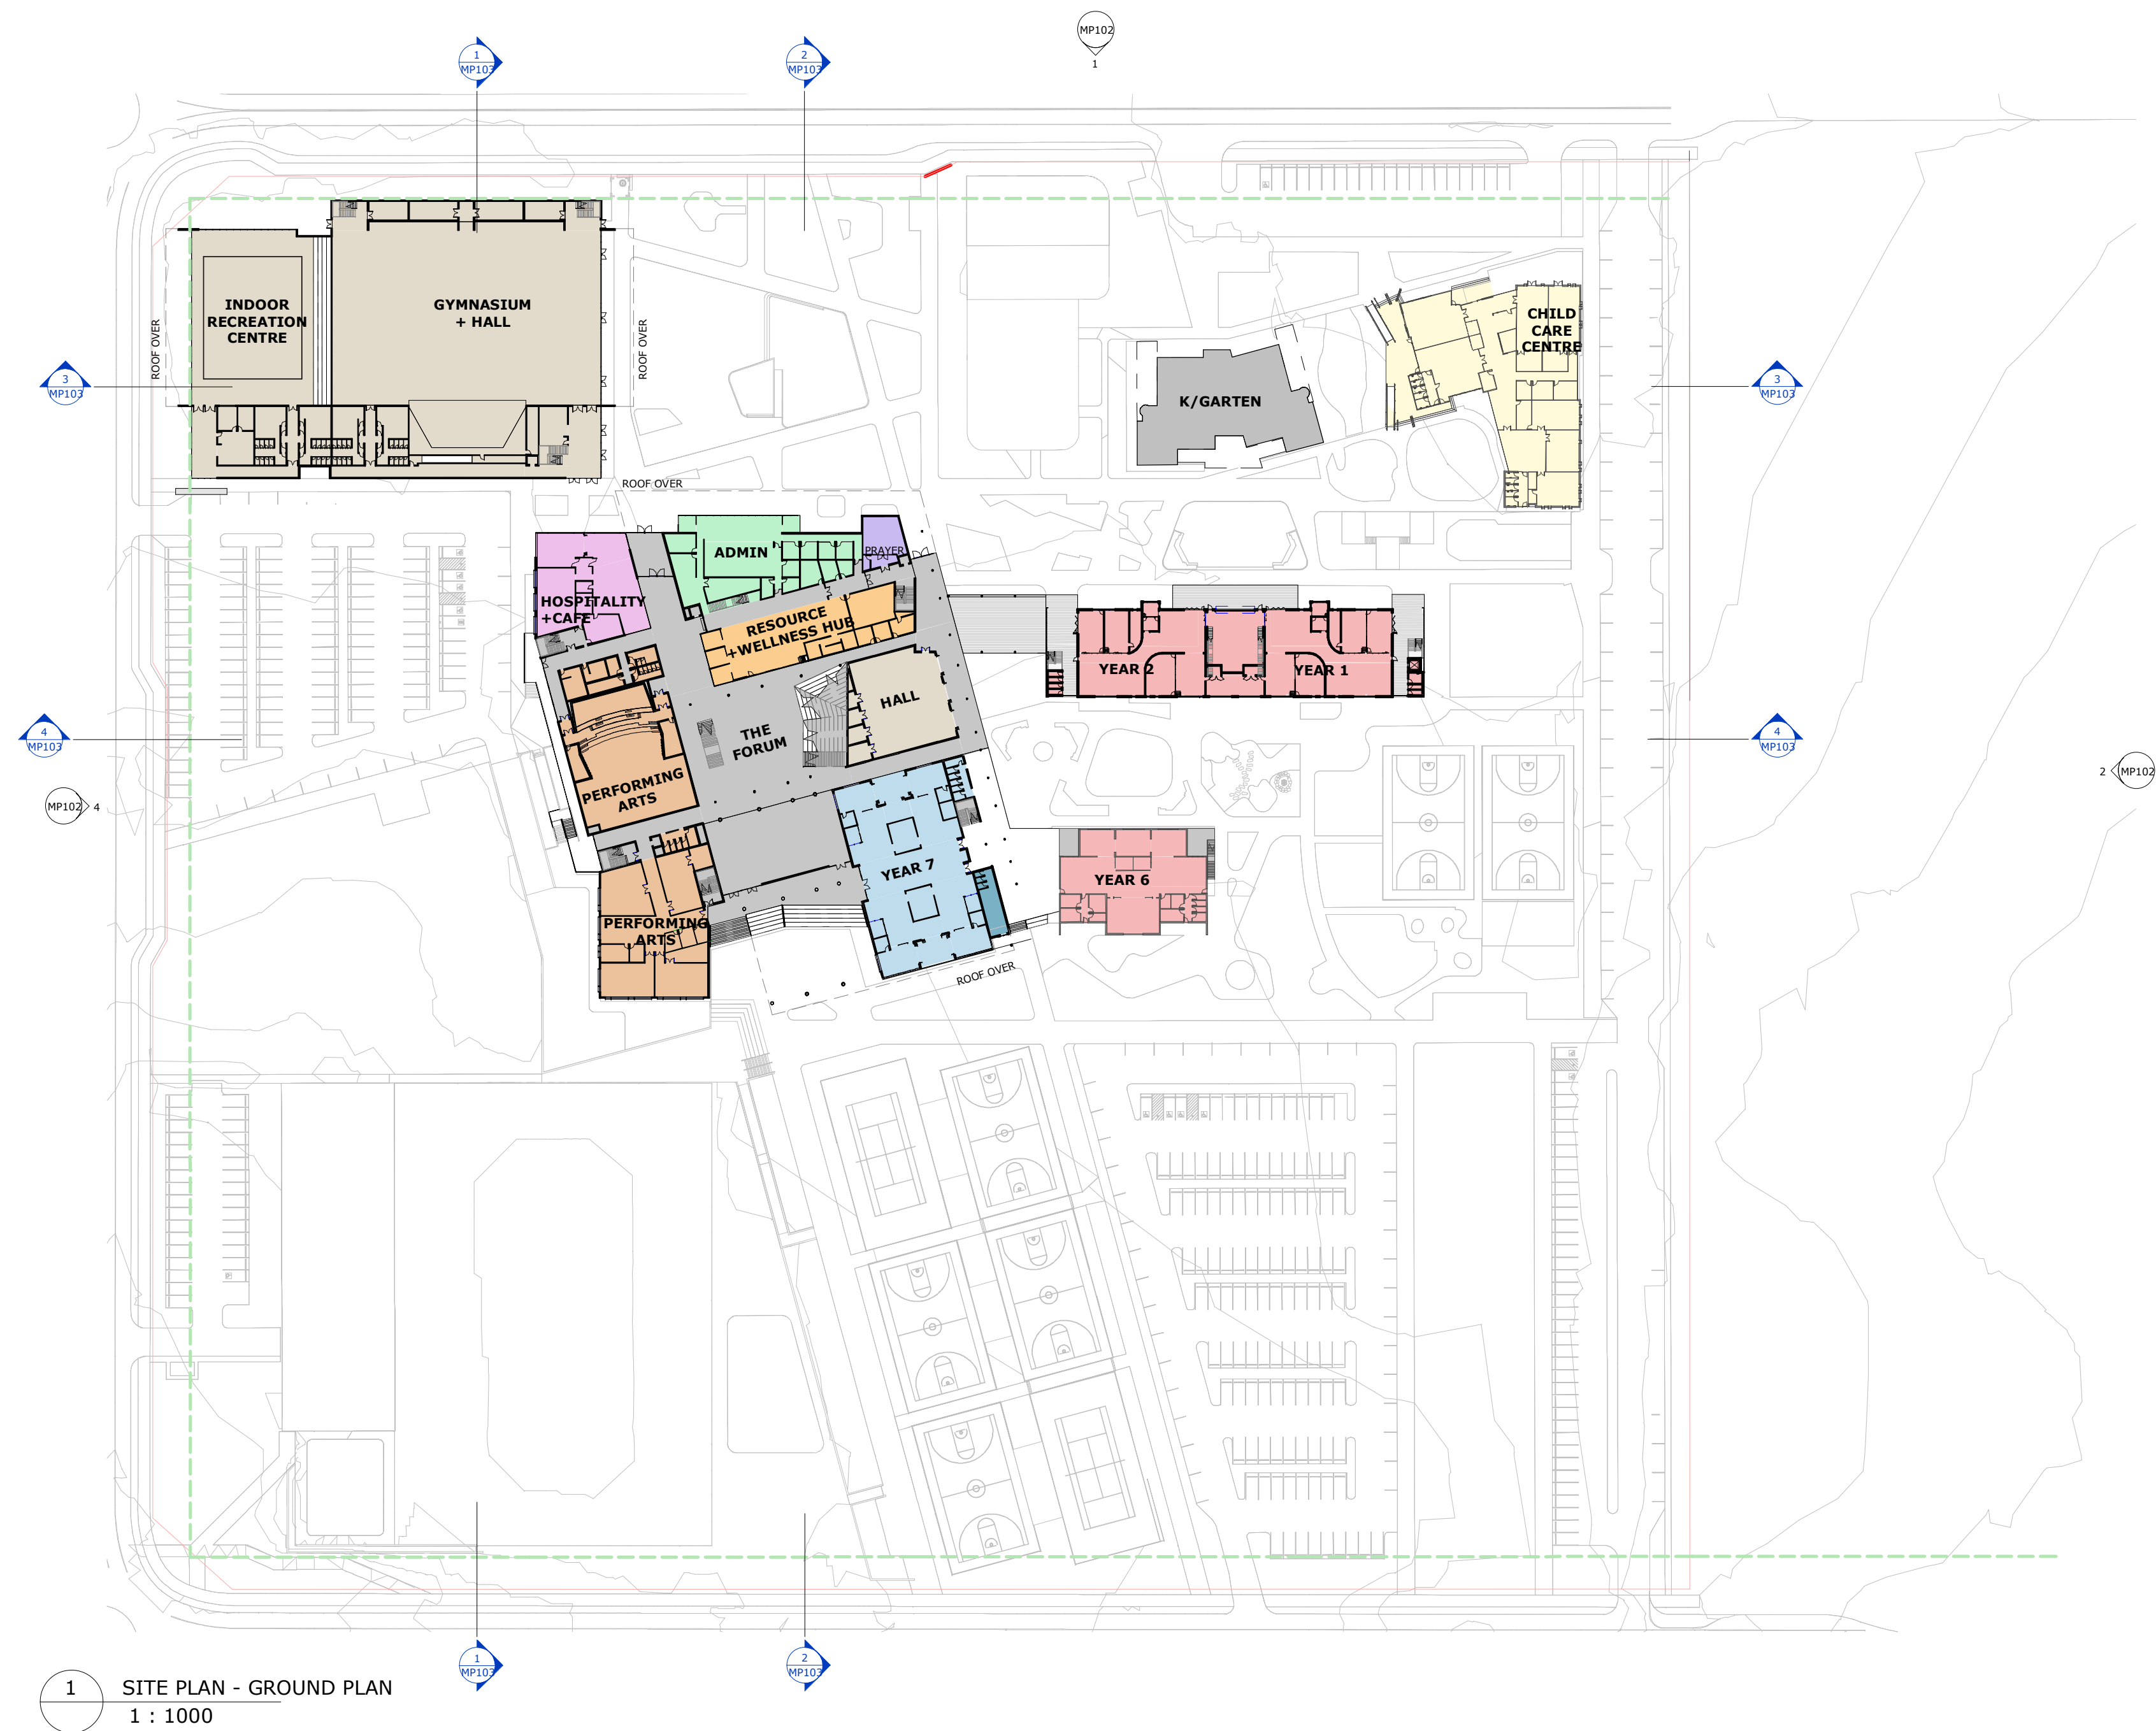 MP102
1
1
MP103
2
MP103
INDOOR
RECREATION
CENTRE
GYMNASIUM
+ HALL
ROOF OVER
ROOF OVER
CHILD
CARE
CENTRE
K/GARTEN
3
MP103
3
MP103
ROOF OVER
ADMIN
PRAYER
HOSPITALITY
+CAFE
RESOURCE
+WELLNESS HUB
YEAR 2
YEAR 1
HALL
THE
FORUM
4
MP103
4
MP103
PERFORMING
ARTS
MP102
4
2
MP102
YEAR 7
YEAR 6
PERFORMING
ARTS
ROOF OVER
1
MP103
2
MP103
1
SITE PLAN - GROUND PLAN
1 : 1000